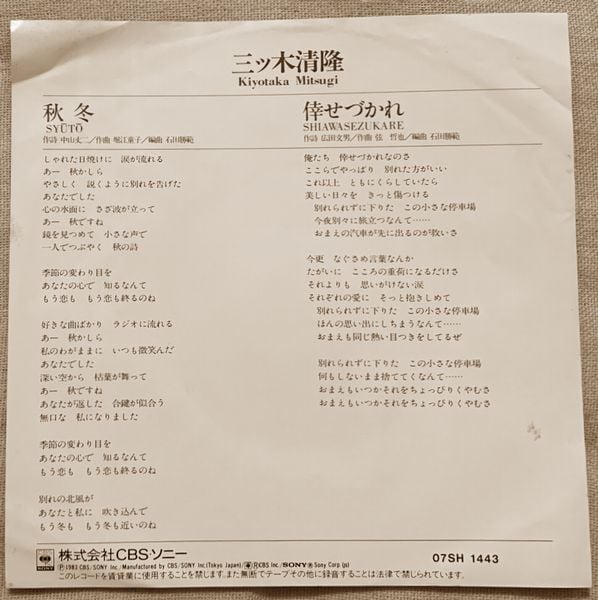 三ッ木清隆
Kiyotaka Mitsugi
秋冬
SYŪTŌ
作詩 中山丈二/作曲 堀江童子/編曲 石田勝範
しゃれた日焼けに 涙が流れる
あー 秋かしら
やさしく 説くように別れを告げた
あなたでした
心の水面に さざ波が立って
あー 秋ですね
鏡を見つめて 小さな声で
一人でつぶやく 秋の詩
季節の変わり目を
あなたの心で 知るなんて
もう恋も もう恋も終るのね
好きな曲ばかり ラジオに流れる
あー 秋かしら
私のわがままに いつも微笑んだ
あなたでした
深い空から 枯葉が舞って
あー 秋ですね
あなたが返した 合鍵が似合う
無口な 私になりました
季節の変わり目を
あなたの心で 知るなんて
もう恋も もう恋も終るのね
別れの北風が
あなたと私に 吹き込んで
もう冬も もう冬も近いのね
倖せづかれ
SHIAWASEZUKARE
作詩 広田文男/作曲 弦 哲也/編曲 石田勝範
俺たち 倖せづかれなのさ
ここらでやっぱり 別れた方がいい
これ以上 ともにくらしていたら
美しい日々を きっと傷つける
別れられずに下りた この小さな停車場
今夜別々に旅立つなんて……
おまえの汽車が先に出るのが救いさ
今更 なぐさめ言葉なんか
たがいに こころの重荷になるだけさ
それよりも 思いがけない涙
それぞれの愛に そっと抱きしめて
別れられずに下りた この小さな停車場
ほんの思い出にしちまうなんて……
おまえも同じ熱い目つきをしてるぜ
別れられずに下りた この小さな停車場
何もしないまま捨ててくなんて……
おまえもいつかそれをちょっぴりくやむさ
おまえもいつかそれをちょっぴりくやむさ
SONY
株式会社CBS・ソニー
Ⓟ1983 CBS/SONY Inc./Manufactured by CBS/SONY Inc.(Tokyo Japan)/ CBS Inc./SONY® Sony Corp (js)
このレコードを賃貸業に使用することを禁じます。また無断でテープその他に録音することは法律で禁じられています。
07SH 1443